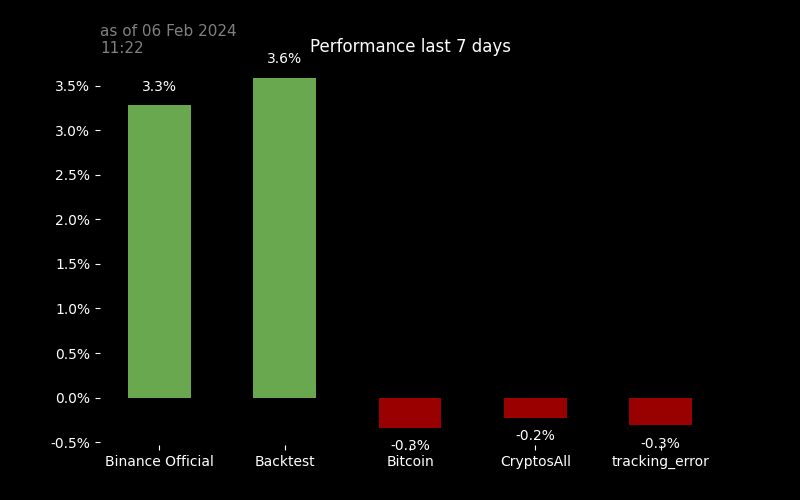 as of 06 Feb 2024
11:22
Performance last 7 days
3.6%
3.3%
3.5%
3.0%
2.5%
2.0%
1.5%
1.0%
0.5%
0.0%
-0.5%
-0.3%
-0.2%
-0.3%
Binance Official
Backtest
Bitcoin
CryptosAll
tracking_error